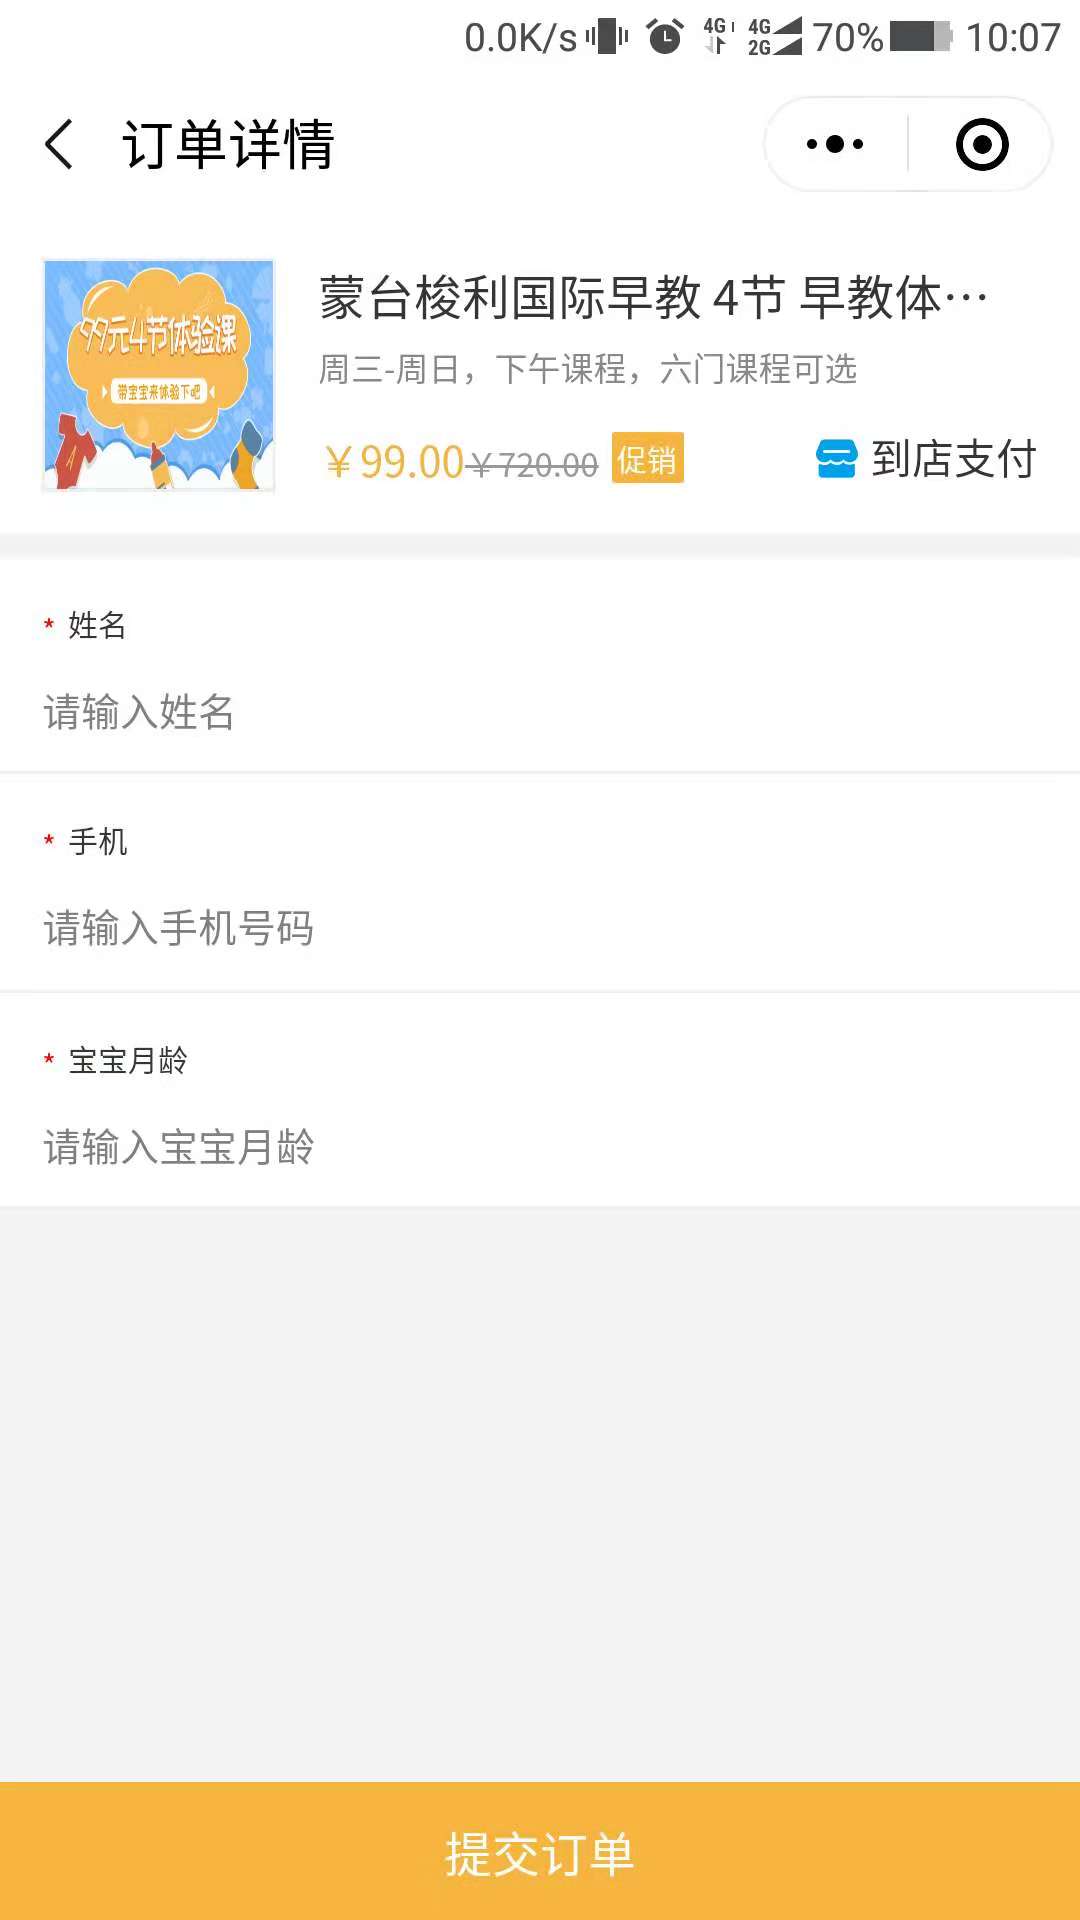 0.0K/s 4G 4G 2G 70% 10:07
订单详情
99元4节体验课
带宝宝来体验下吧
蒙台梭利国际早教 4节 早教体…
周三-周日，下午课程，六门课程可选
￥99.00 ￥720.00 促销 到店支付
* 姓名
请输入姓名
* 手机
请输入手机号码
* 宝宝月龄
请输入宝宝月龄
提交订单